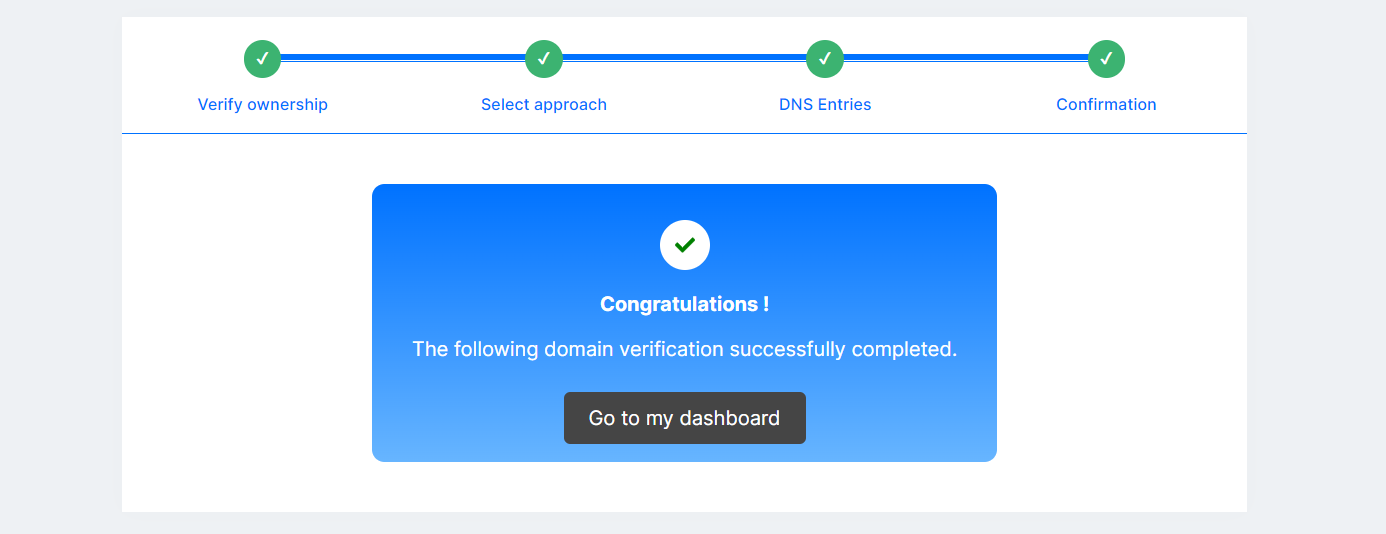 Verify ownership
Select approach
DNS Entries
Confirmation
Congratulations !
The following domain verification successfully completed.
Go to my dashboard